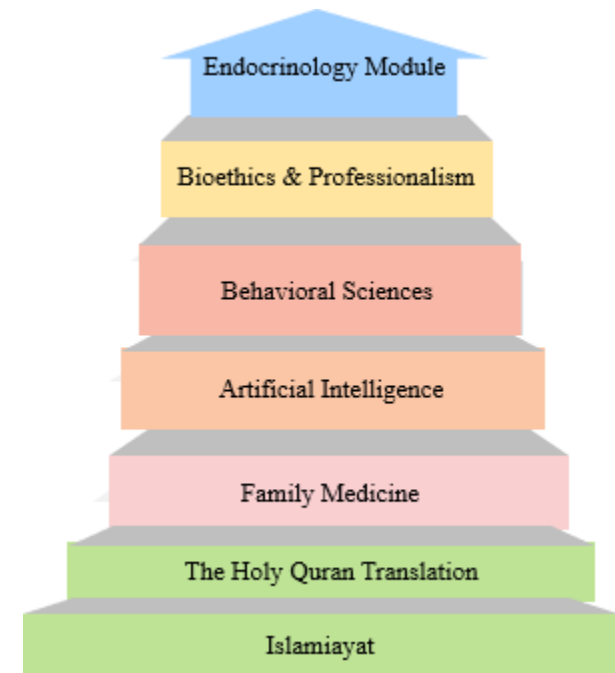 Endocrinology Module
Bioethics & Professionalism
Behavioral Sciences
Artificial Intelligence
Family Medicine
The Holy Quran Translation
Islamiayat